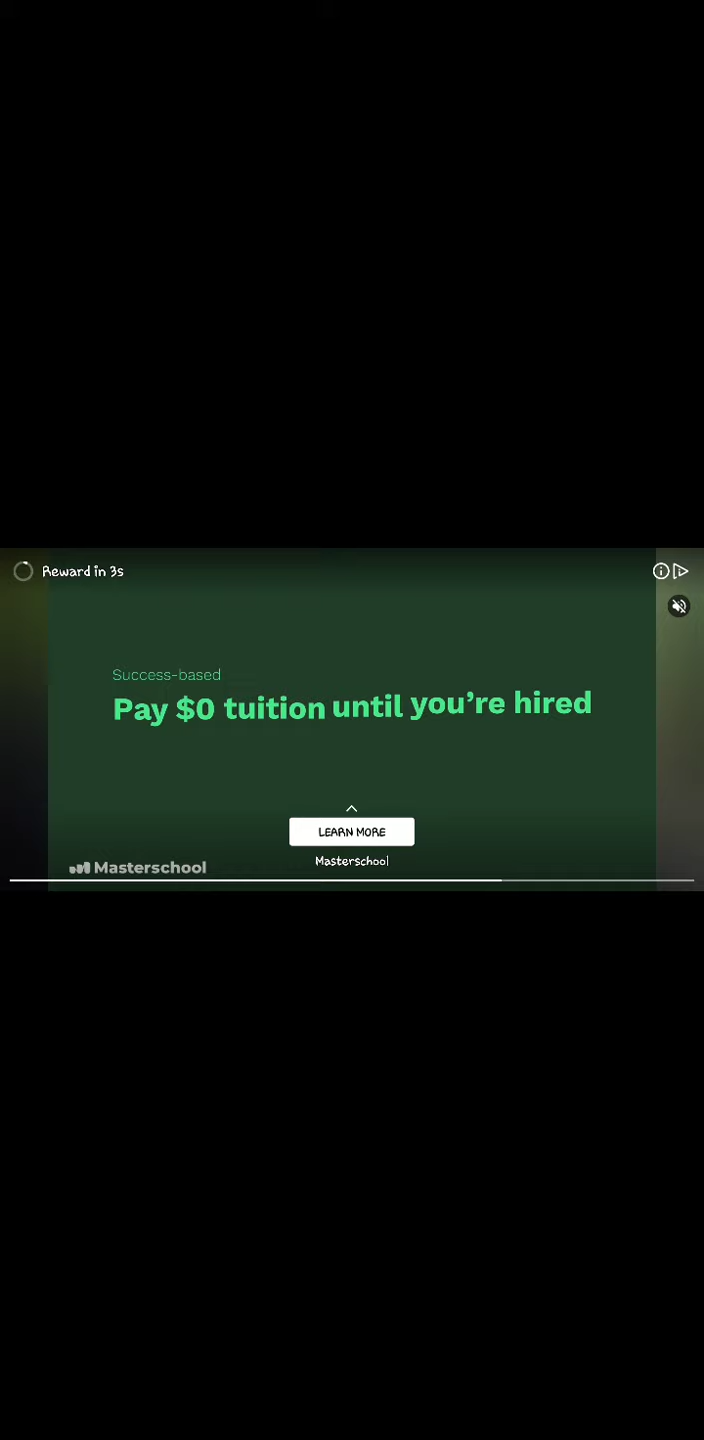 Reward in 3s
Success-based
Pay $0 tuition until you're hired
LEARN MORE
Masterschool
Masterschool